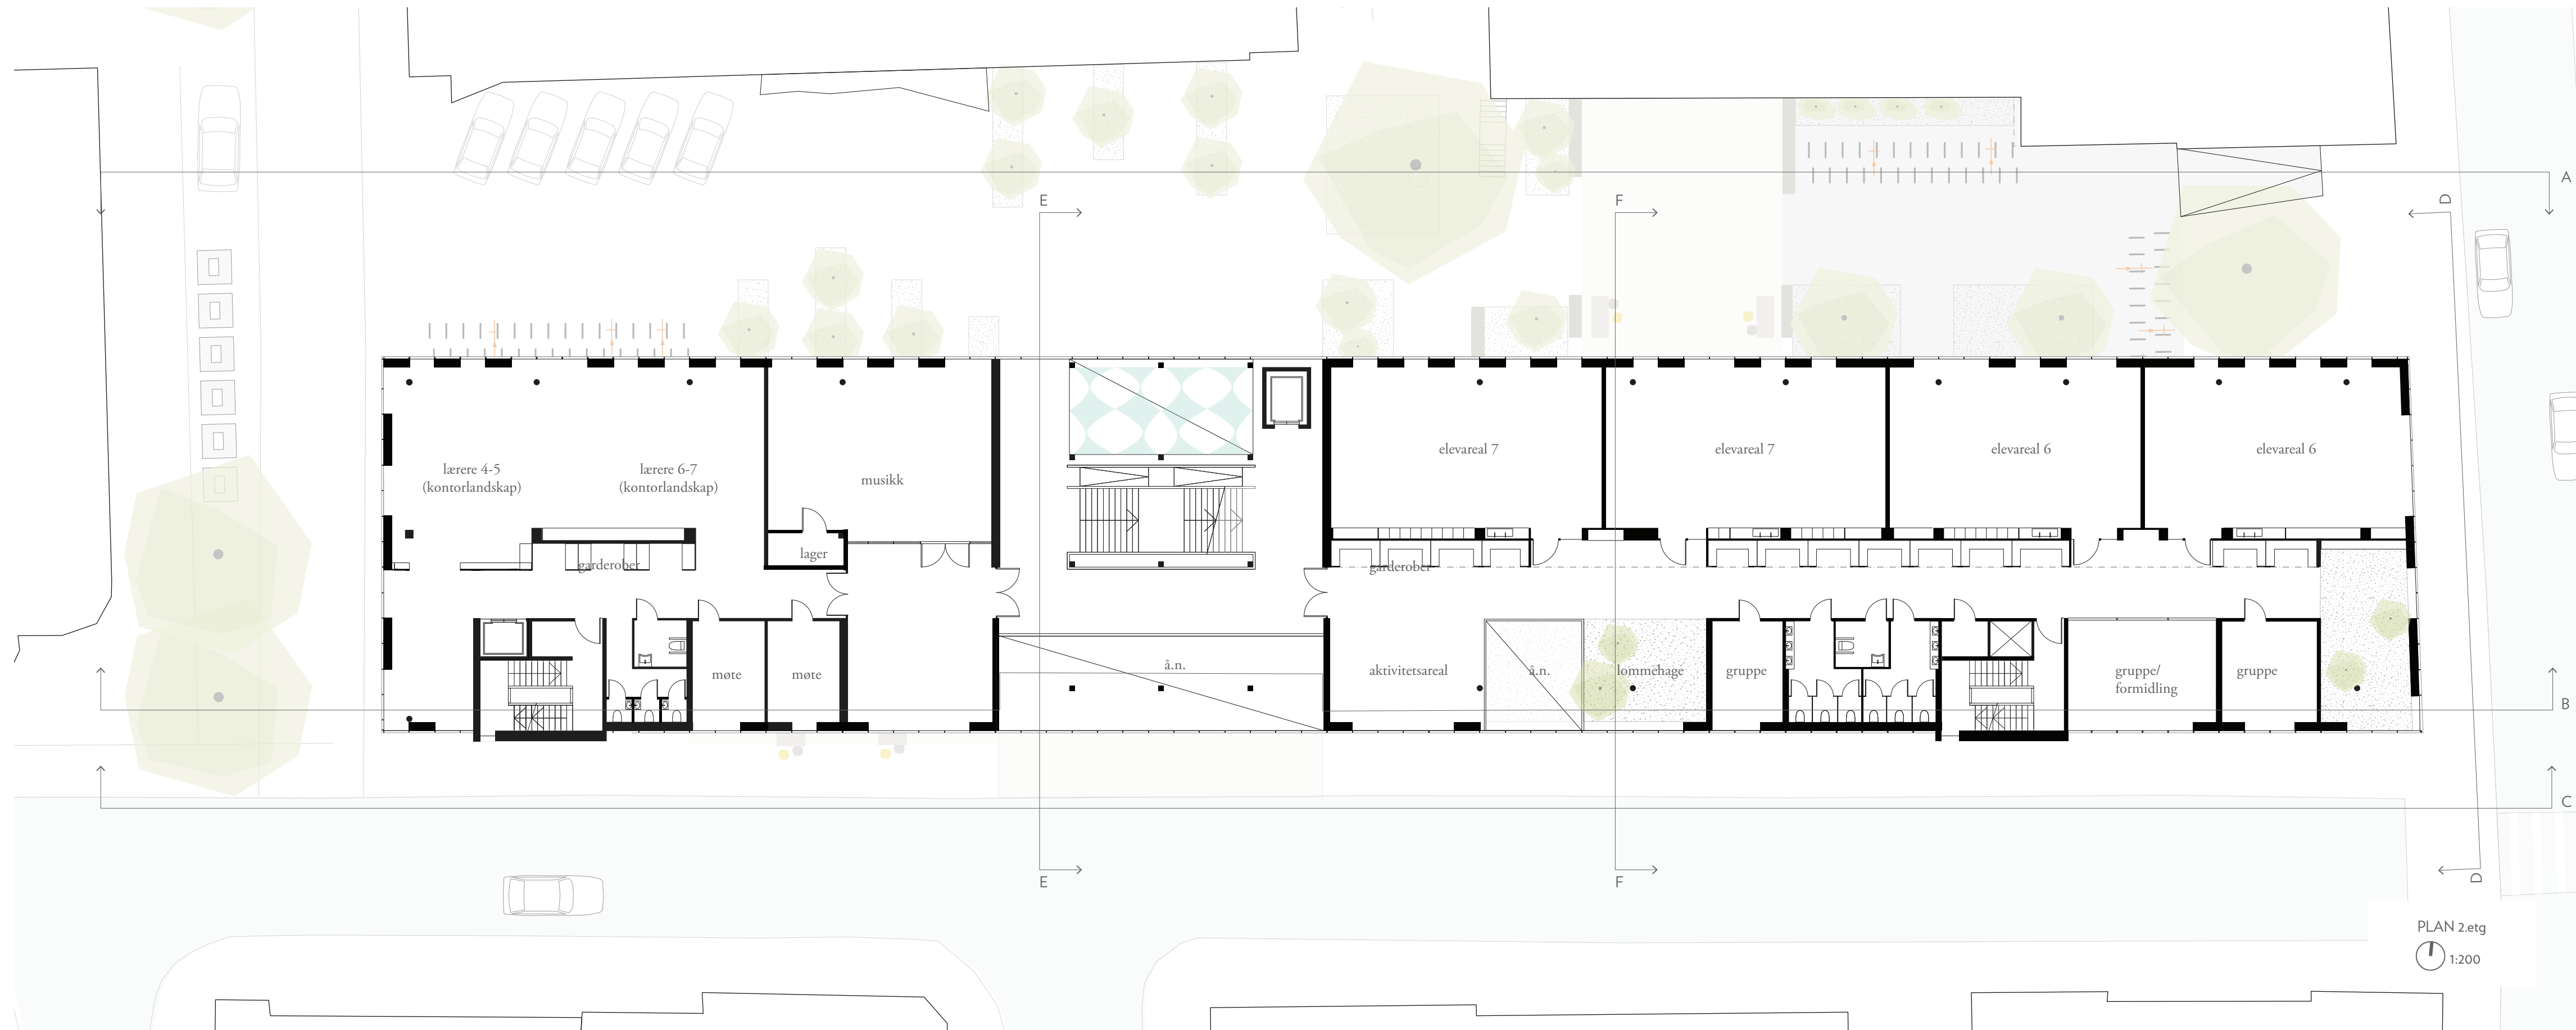 A
D
E
F
elevareal 7
elevareal 7
elevareal 6
elevareal 6
lærere 4-5
(kontorlandskap)
lærere 6-7
(kontorlandskap)
musikk
lager
garderober
garderober
å.n.
aktivitetsareal
å.n.
lommehage
gruppe
gruppe/
formidling
gruppe
møte
møte
B
C
E
F
D
PLAN 2.etg
1:200